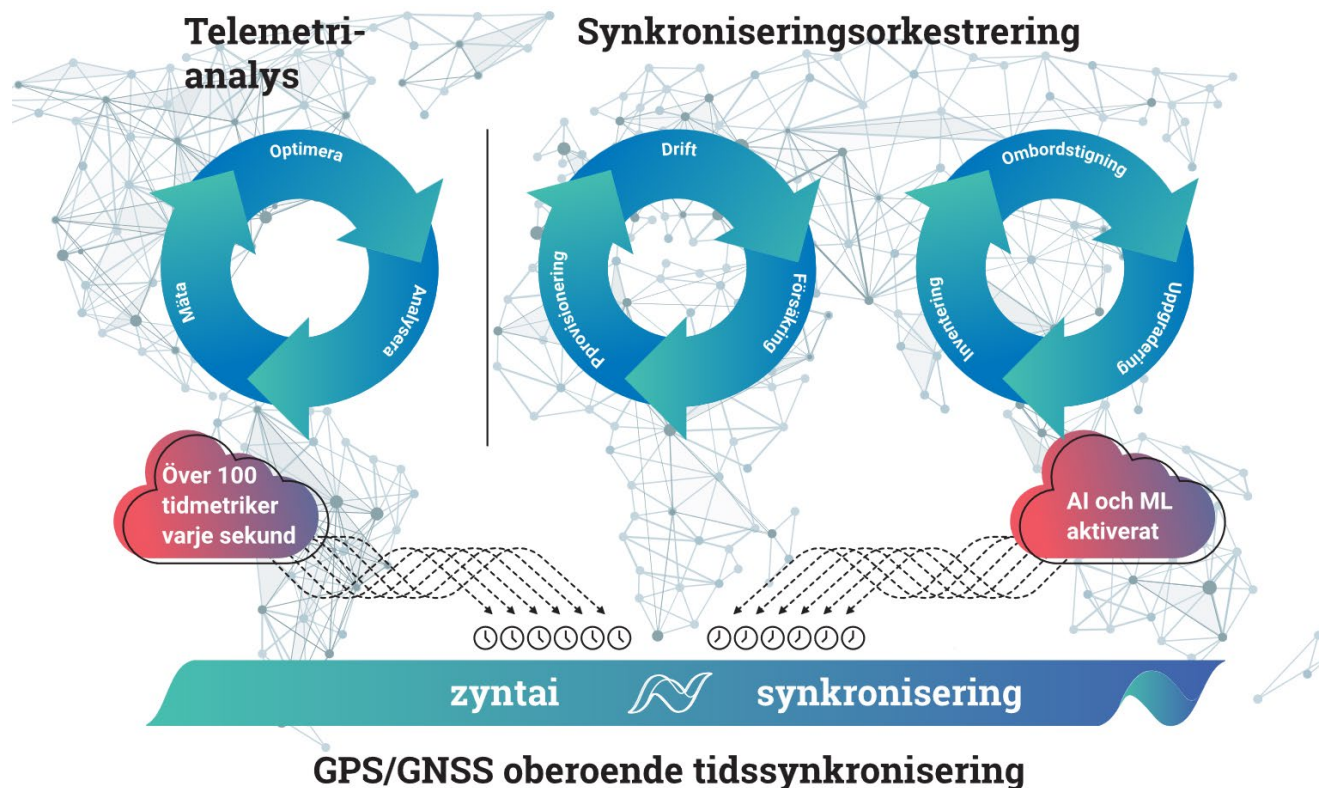 Telemetri-
analys
Synkroniseringsorkestrering
Optimera
Mäta
Analysera
Drift
Pprovisionering
Försäkring
Ombordstigning
Inventering
Uppgradering
Över 100
tidmetriker
varje sekund
AI och ML
aktiverat
zyntai synkronisering
GPS/GNSS oberoende tidssynkronisering